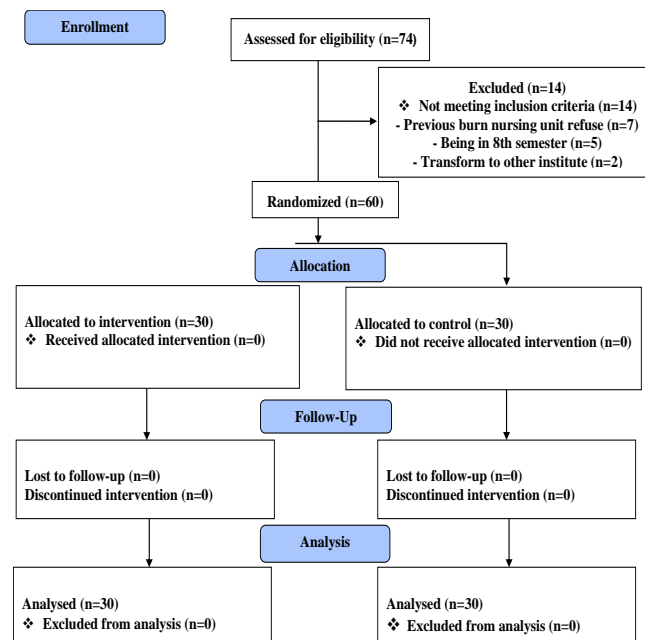 Enrollment
Assessed for eligibility (n=74)
Excluded (n=14)
❖ Not meeting inclusion criteria (n=14)
- Previous burn nursing unit refuse (n=7)
- Being in 8th semester (n=5)
- Transform to other institute (n=2)
Randomized (n=60)
Allocation
Allocated to intervention (n=30)
❖ Received allocated intervention (n=0)
Allocated to control (n=30)
❖ Did not receive allocated intervention (n=0)
Follow-Up
Lost to follow-up (n=0)
Discontinued intervention (n=0)
Lost to follow-up (n=0)
Discontinued intervention (n=0)
Analysis
Analysed (n=30)
❖ Excluded from analysis (n=0)
Analysed (n=30)
❖ Excluded from analysis (n=0)